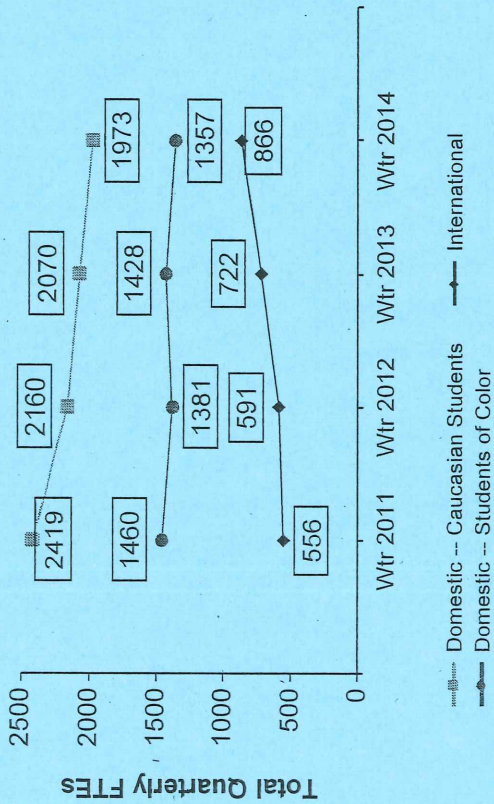 Total Quarterly FTEs
2500
2000
1500
1000
500
0
2419
2160
2070
1973
1460
1381
1428
1357
556
591
722
866
Wtr 2011
Wtr 2012
Wtr 2013
Wtr 2014
Domestic -- Caucasian Students
Domestic -- Students of Color
International